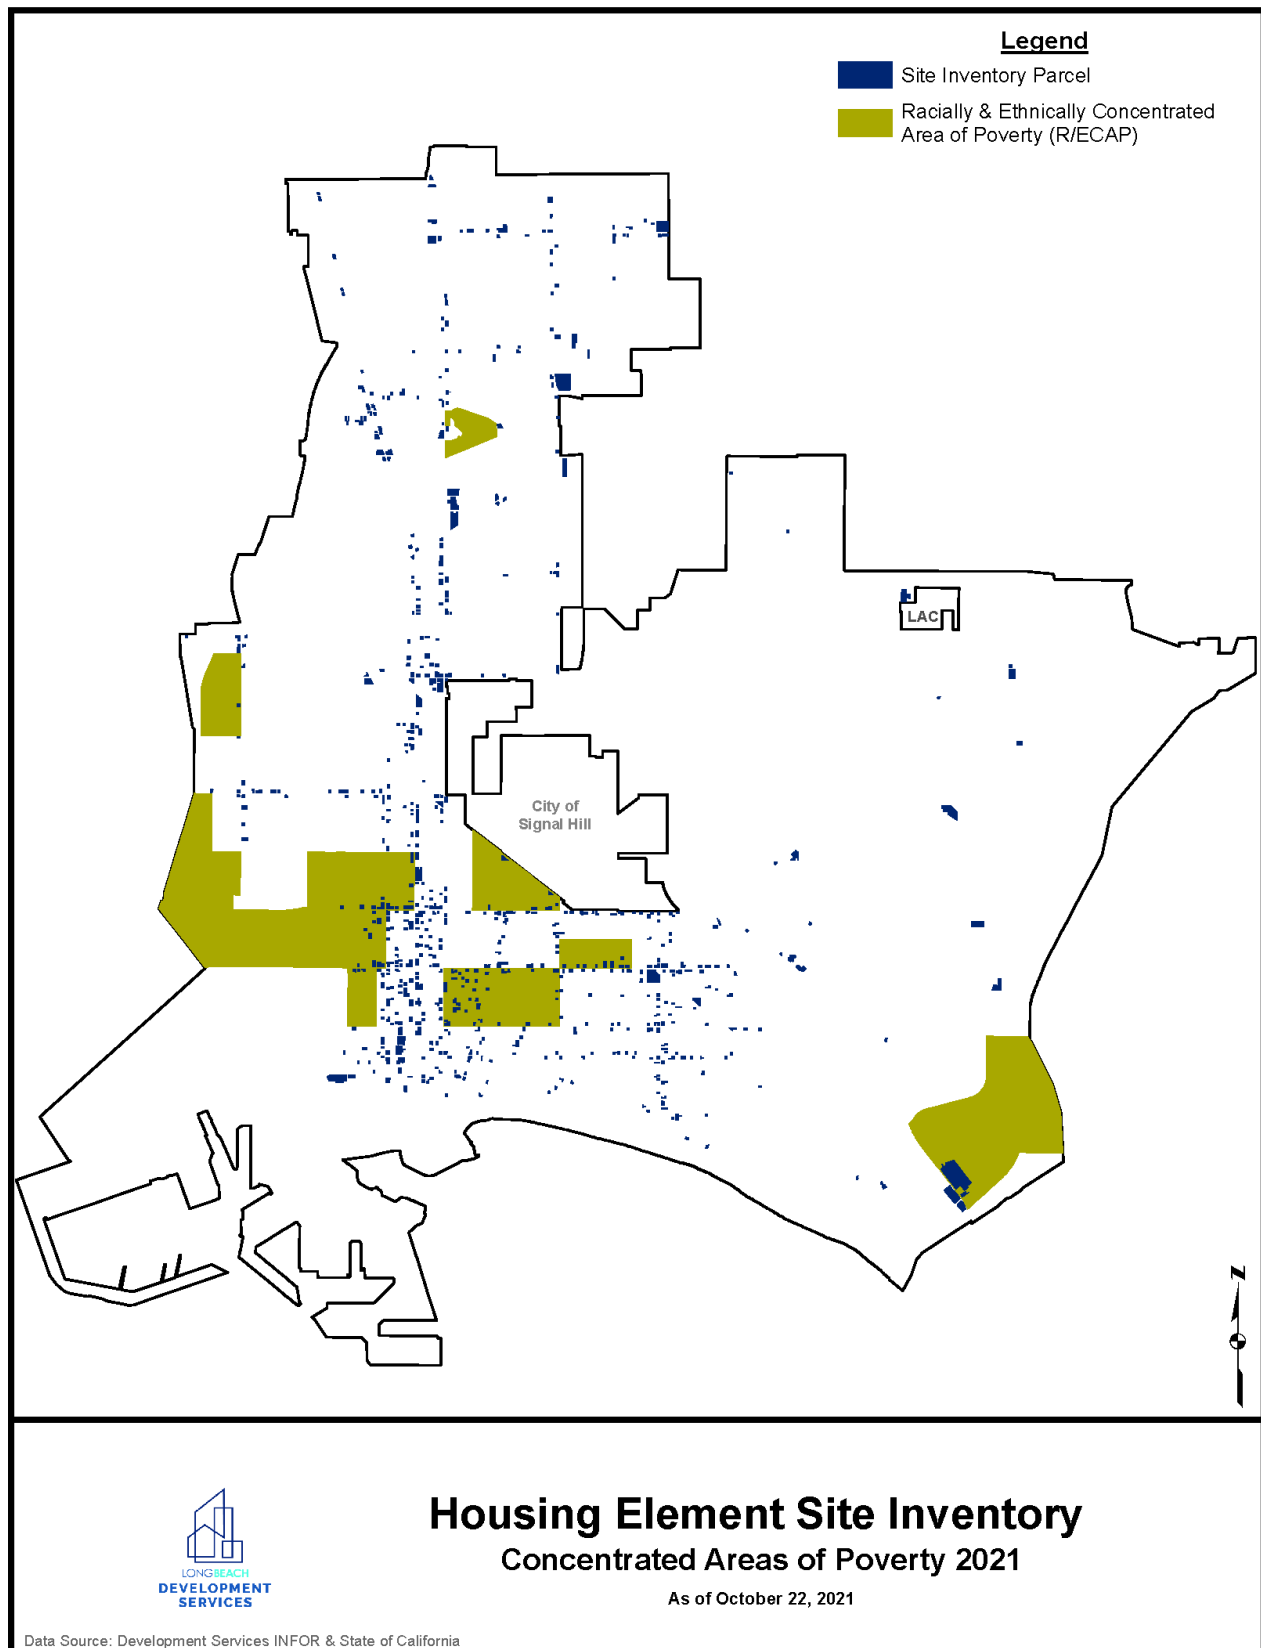 Legend
Site Inventory Parcel
Racially & Ethnically Concentrated
Area of Poverty (R/ECAP)
LAC
City of
Signal Hill
N
Housing Element Site Inventory
Concentrated Areas of Poverty 2021
As of October 22, 2021
LONGBEACH
DEVELOPMENT
SERVICES
Data Source: Development Services INFOR & State of California